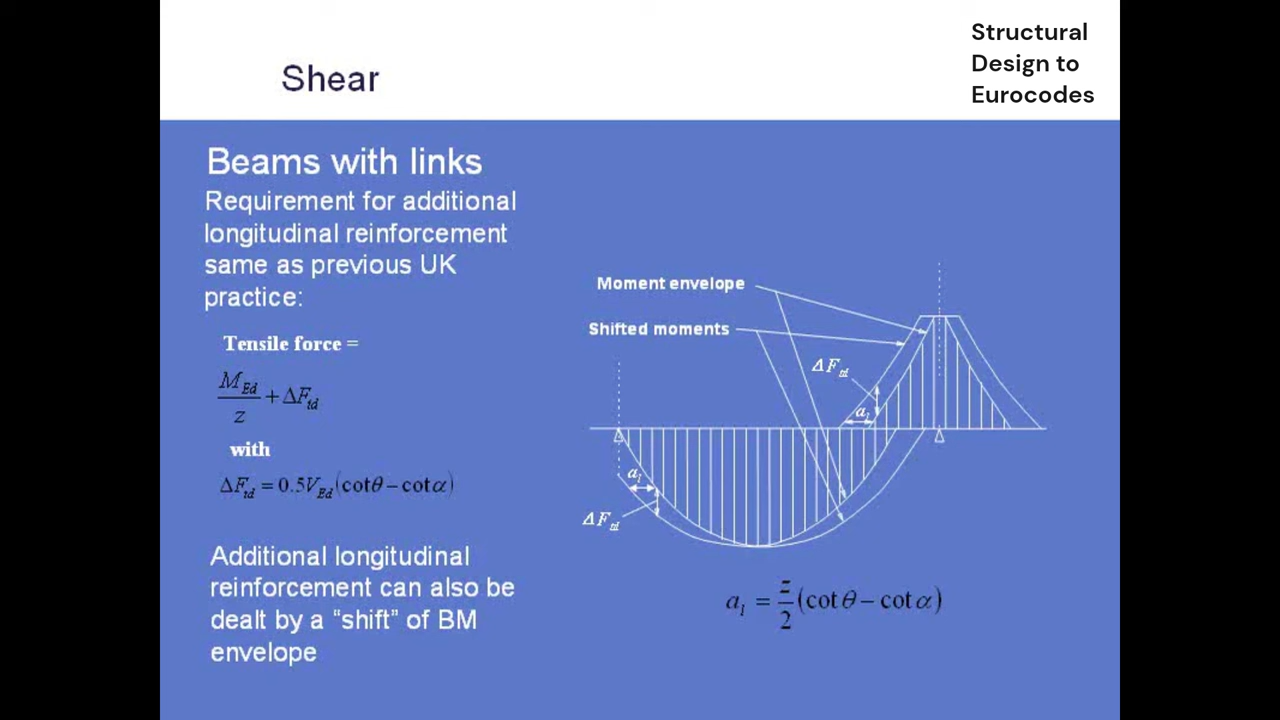 Structural
Design to
Eurocodes
Shear
Beams with links
Requirement for additional
longitudinal reinforcement
same as previous UK
practice:
Tensile force =
M_Ed / z + ΔF_td
with
ΔF_td = 0.5V_Ed(cotθ − cotα)
Additional longitudinal
reinforcement can also be
dealt by a “shift” of BM
envelope
Moment envelope
Shifted moments
ΔF_td
a_l
a_l
ΔF_td
a_l = z/2 (cotθ − cotα)